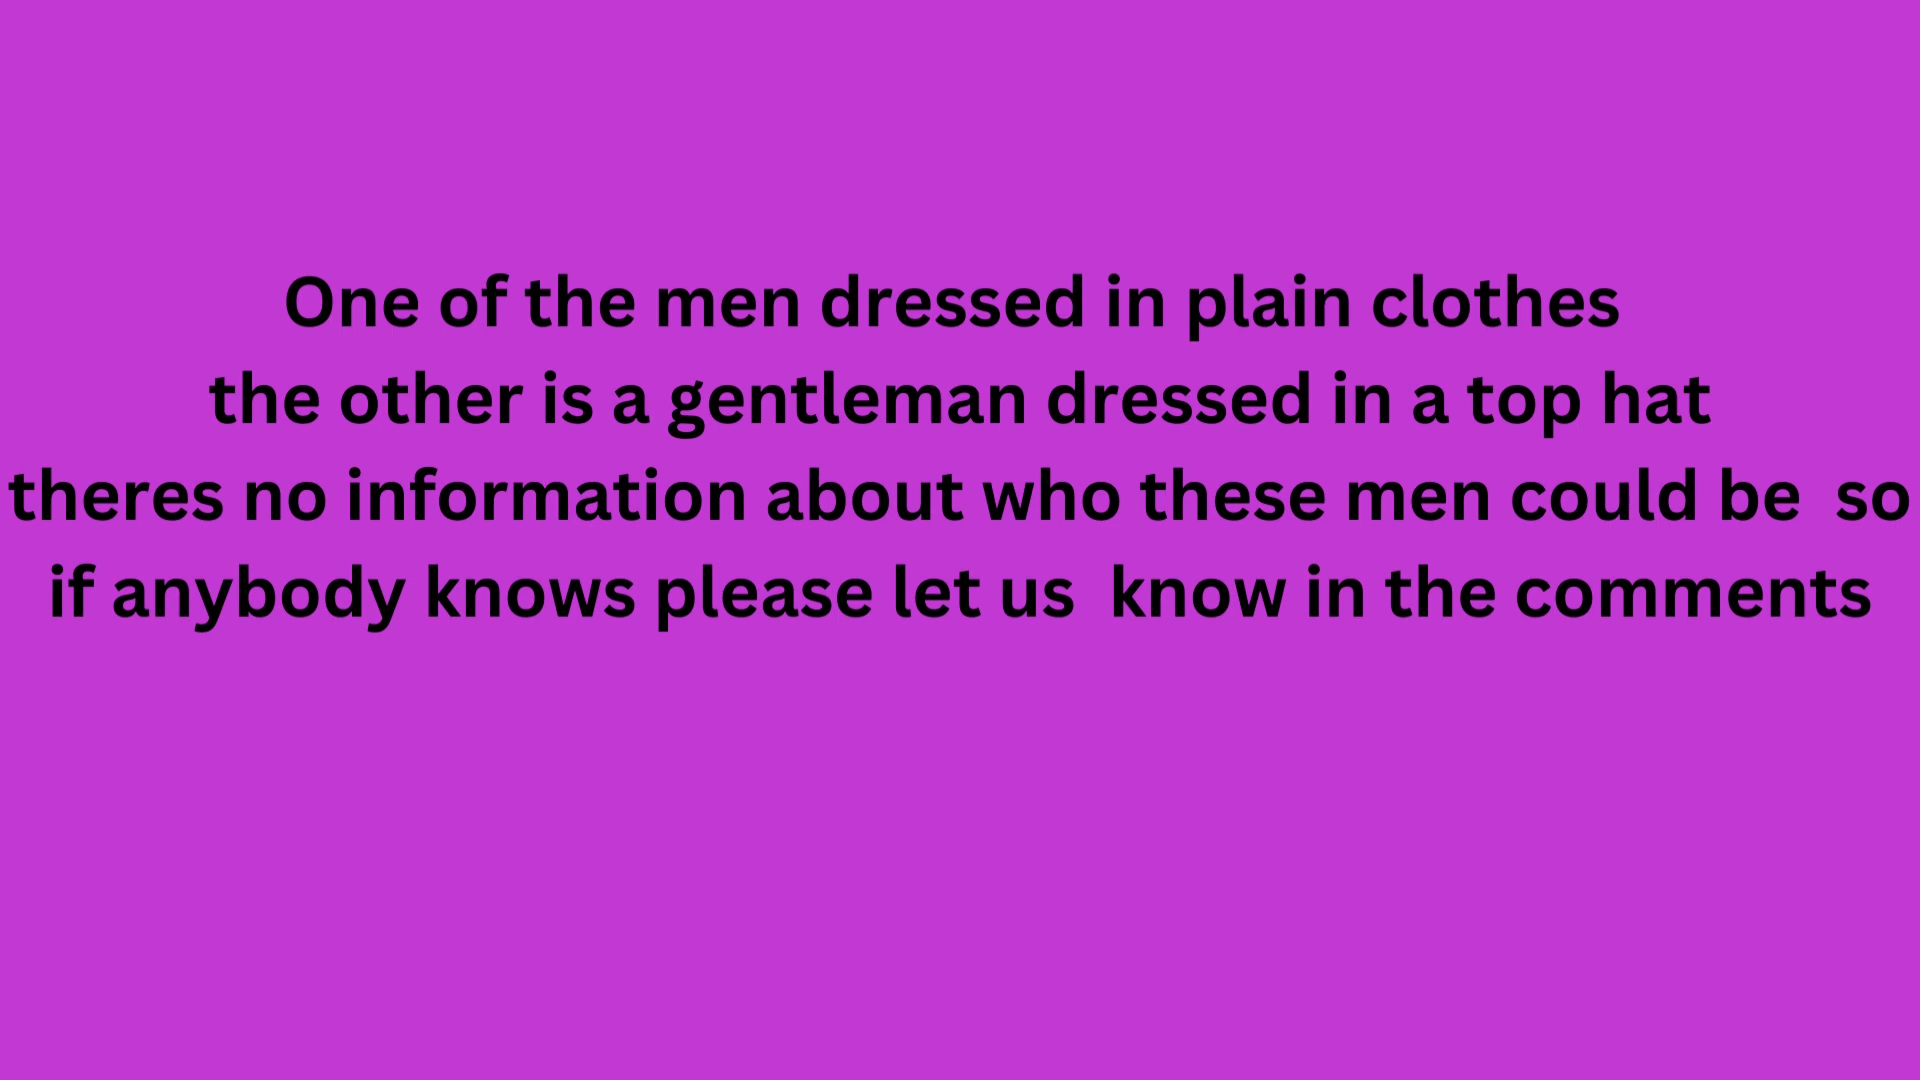 One of the men dressed in plain clothes
the other is a gentleman dressed in a top hat
theres no information about who these men could be  so
if anybody knows please let us  know in the comments